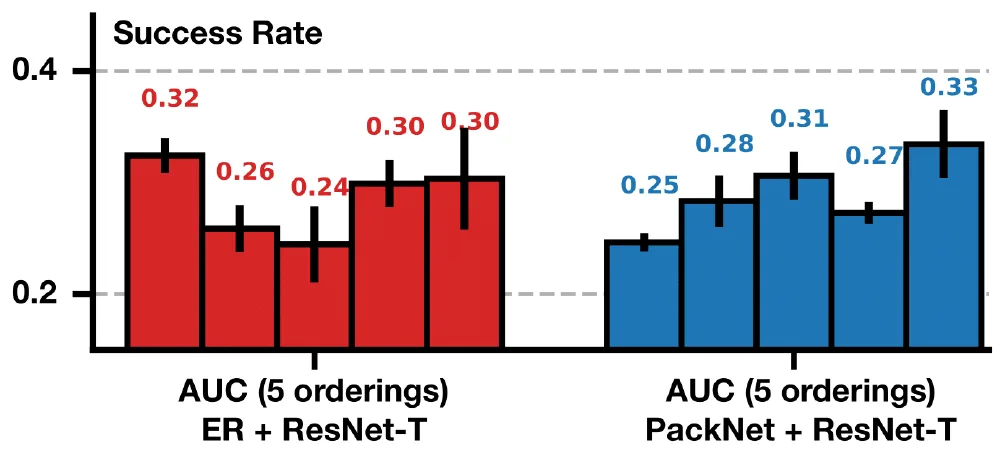 Success Rate
0.4
0.2
0.32
0.26
0.24
0.30
0.30
0.25
0.28
0.31
0.27
0.33
AUC (5 orderings)
ER + ResNet-T
AUC (5 orderings)
PackNet + ResNet-T